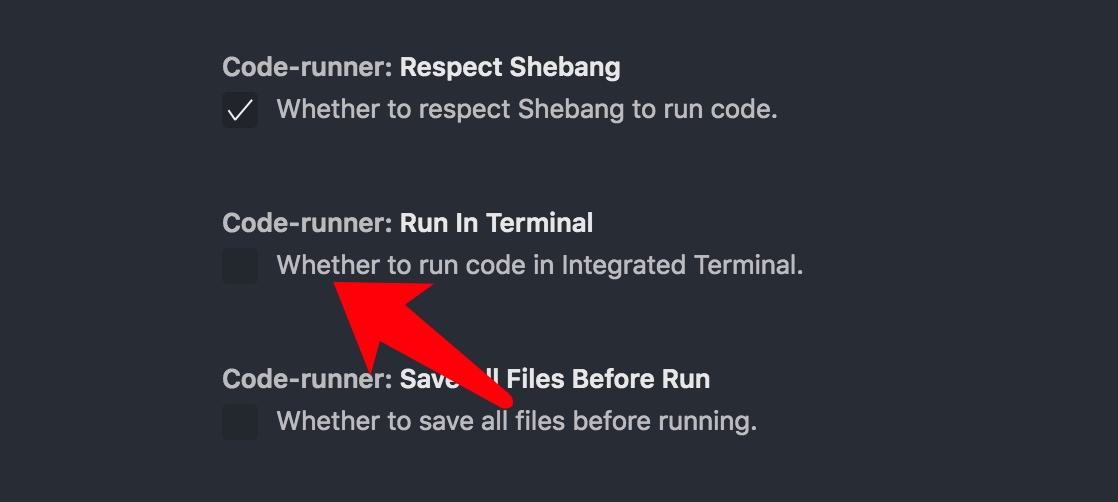 Code-runner: Respect Shebang
Whether to respect Shebang to run code.
Code-runner: Run In Terminal
Whether to run code in Integrated Terminal.
Code-runner: Save All Files Before Run
Whether to save all files before running.